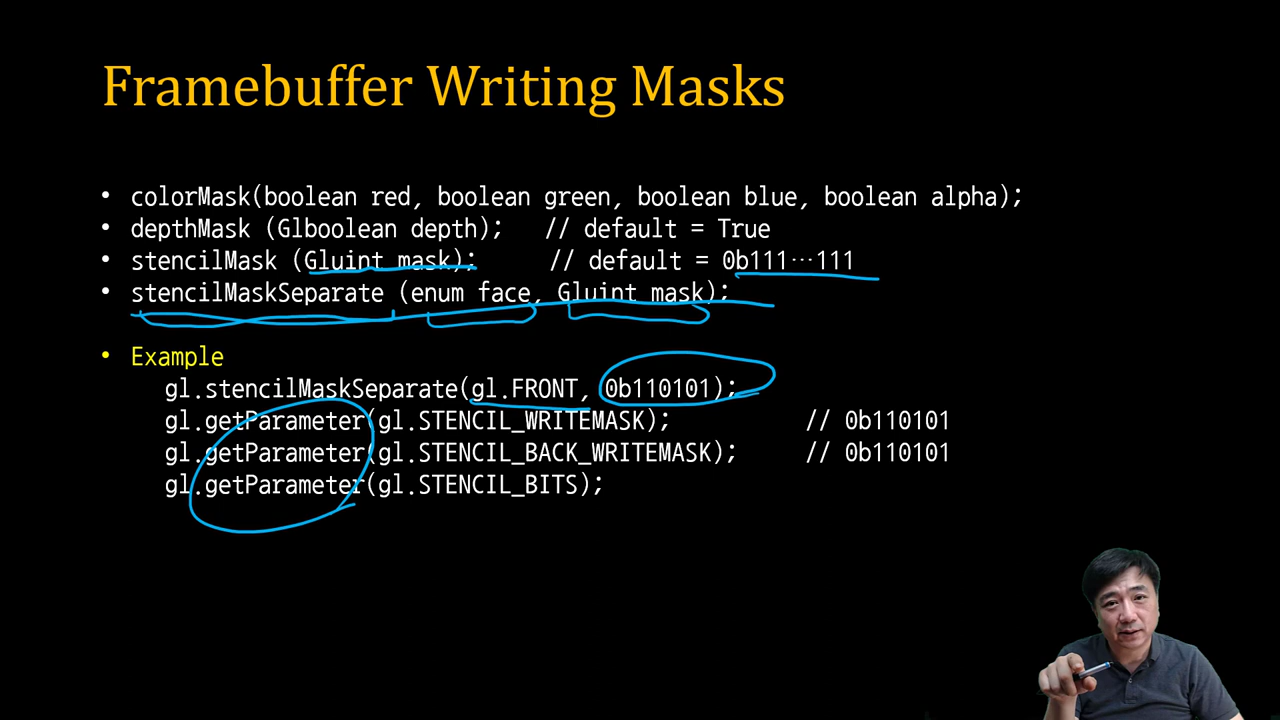 Framebuffer Writing Masks
• colorMask(boolean red, boolean green, boolean blue, boolean alpha);
• depthMask (Glboolean depth); // default = True
• stencilMask (Gluint mask); // default = 0b111⋯111
• stencilMaskSeparate (enum face, Gluint mask);
• Example
gl.stencilMaskSeparate(gl.FRONT, 0b110101);
gl.getParameter(gl.STENCIL_WRITEMASK); // 0b110101
gl.getParameter(gl.STENCIL_BACK_WRITEMASK); // 0b110101
gl.getParameter(gl.STENCIL_BITS);